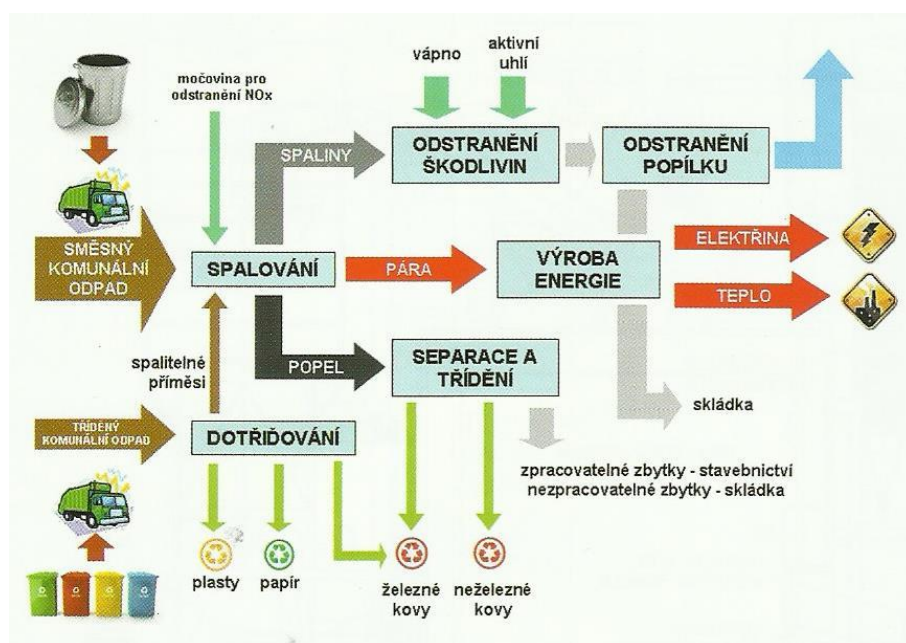 močovina pro
odstranění NOx
vápno
aktivní
uhlí
SPALINY
ODSTRANĚNÍ
ŠKODLIVIN
ODSTRANĚNÍ
POPÍLKU
SMĚSNÝ
KOMUNÁLNÍ
ODPAD
SPALOVÁNÍ
PÁRA
VÝROBA
ENERGIE
ELEKTŘINA
TEPLO
spalitelné
příměsi
POPEL
SEPARACE A
TŘÍDĚNÍ
skládka
TŘÍDĚNÝ
KOMUNÁLNÍ ODPAD
DOTŘIĎOVÁNÍ
zpracovatelné zbytky - stavebnictví
nezpracovatelné zbytky - skládka
plasty
papír
železné
kovy
neželezné
kovy